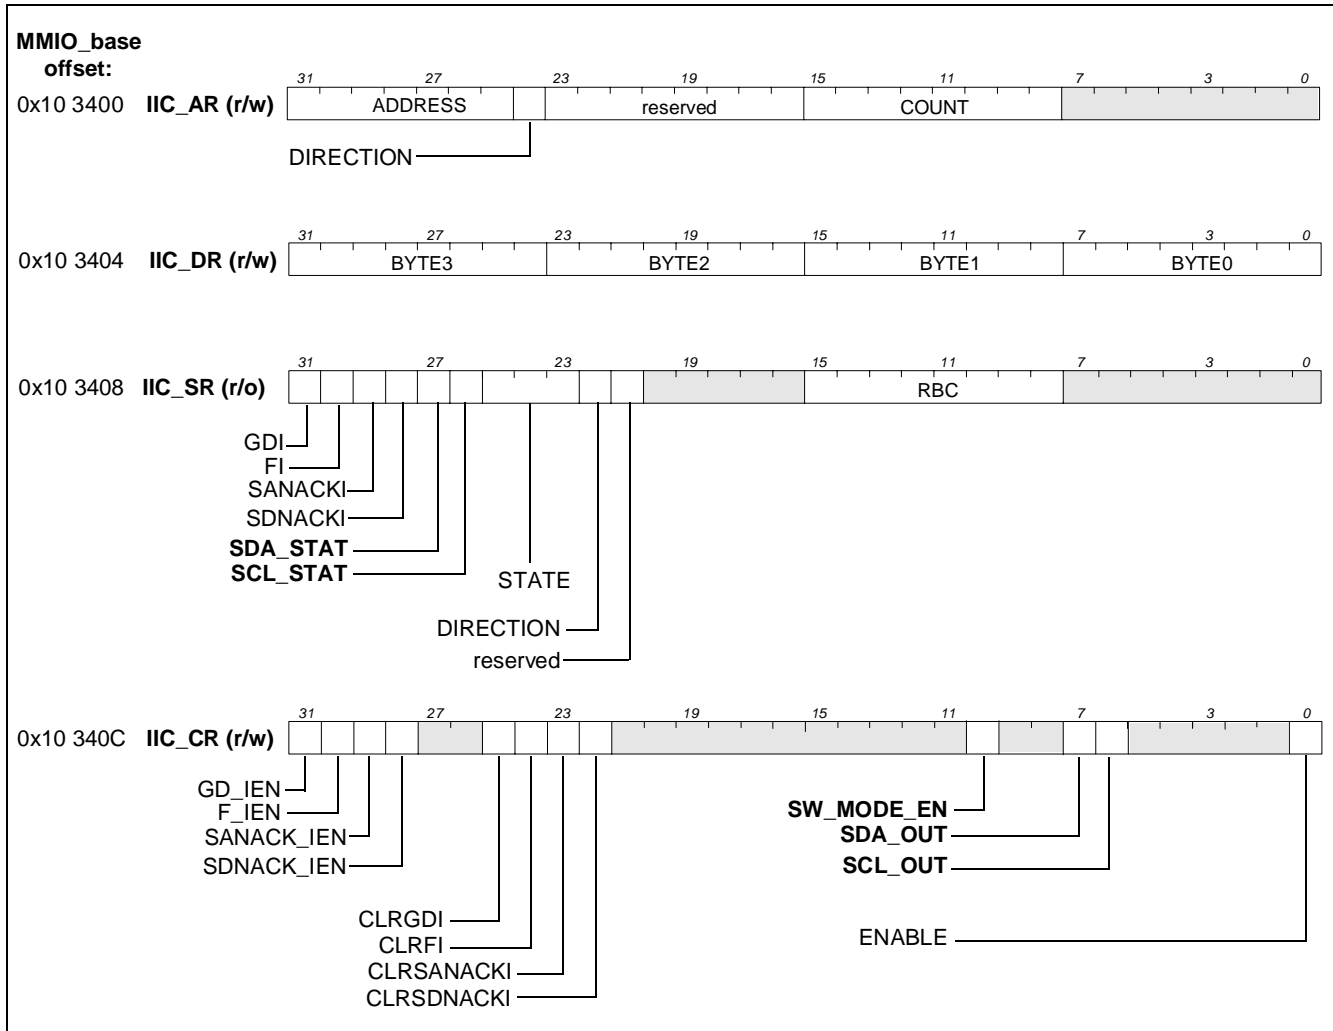 MMIO_base
offset:
31 27 23 19 15 11 7 3 0
0x10 3400 IIC_AR (r/w) ADDRESS reserved COUNT
DIRECTION
31 27 23 19 15 11 7 3 0
0x10 3404 IIC_DR (r/w) BYTE3 BYTE2 BYTE1 BYTE0
31 27 23 19 15 11 7 3 0
0x10 3408 IIC_SR (r/o) RBC
GDI
FI
SANACKI
SDNACKI
SDA_STAT
SCL_STAT
STATE
DIRECTION
reserved
31 27 23 19 15 11 7 3 0
0x10 340C IIC_CR (r/w)
GD_IEN
F_IEN
SANACK_IEN
SDNACK_IEN
CLRGDI
CLRFI
CLRSANACKI
CLRSDNACKI
SW_MODE_EN
SDA_OUT
SCL_OUT
ENABLE